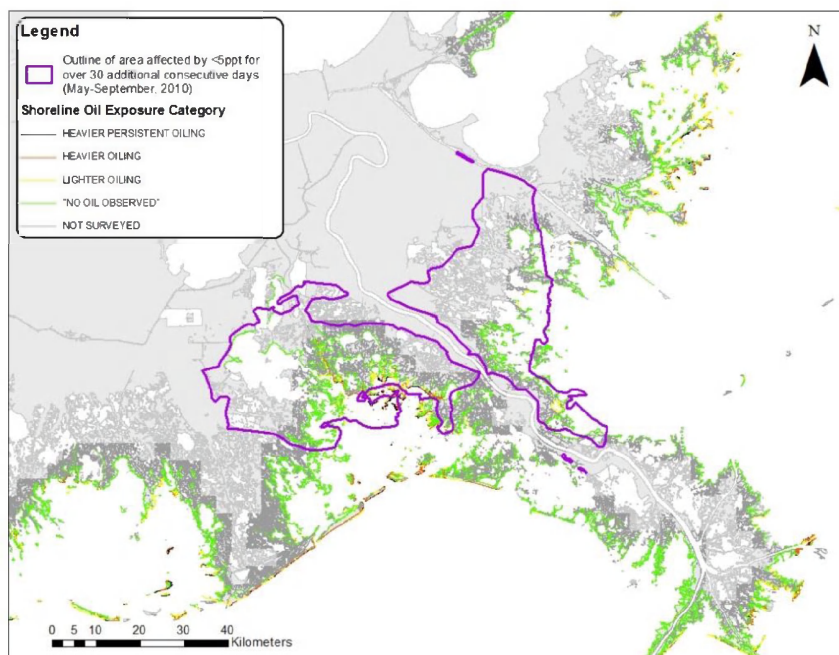 N
Legend
Outline of area affected by <5ppt for
over 30 additional consecutive days
(May-September, 2010)
Shoreline Oil Exposure Category
HEAVIER PERSISTENT OILING
HEAVIER OILING
LIGHTER OILING
"NO OIL OBSERVED"
NOT SURVEYED
0 5 10 20 30 40
Kilometers